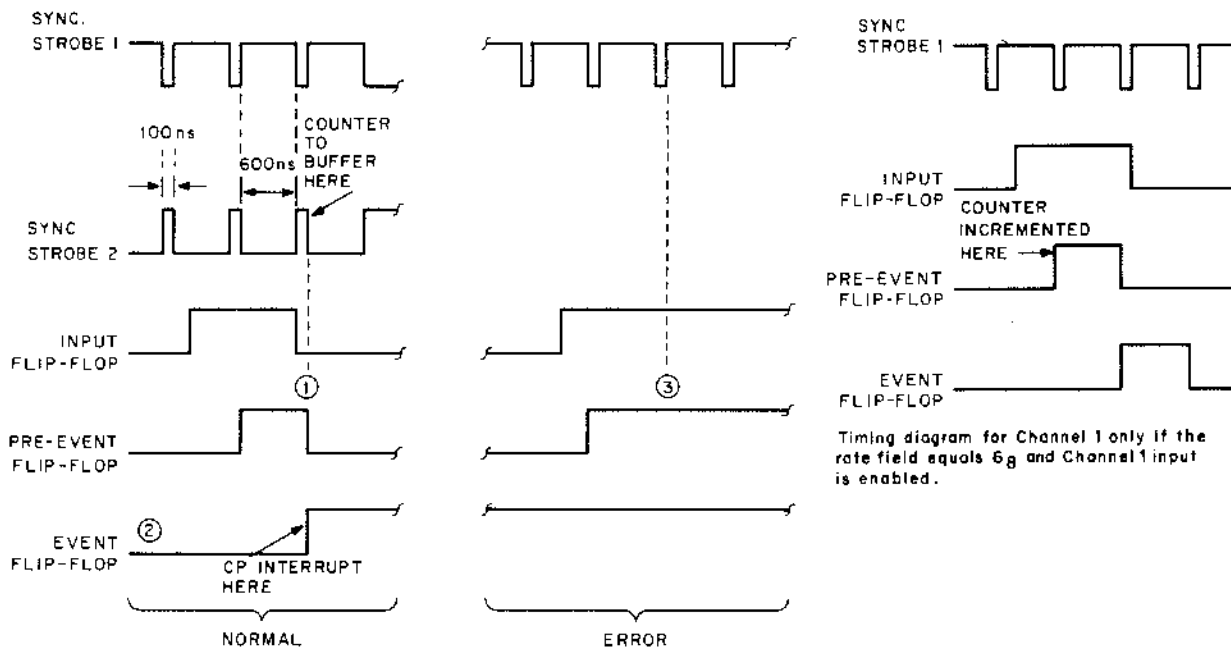 SYNC.
STROBE 1
100ns
600ns
COUNTER
TO
BUFFER
HERE
SYNC
STROBE 2
INPUT
FLIP-FLOP
1
PRE-EVENT
FLIP-FLOP
2
EVENT
FLIP-FLOP
CP INTERRUPT
HERE
NORMAL
3
ERROR
SYNC
STROBE 1
INPUT
FLIP-FLOP
COUNTER
INCREMENTED
HERE
PRE-EVENT
FLIP-FLOP
EVENT
FLIP-FLOP
Timing diagram for Channel 1 only if the
rate field equals 6₈ and Channel 1 input
is enabled.